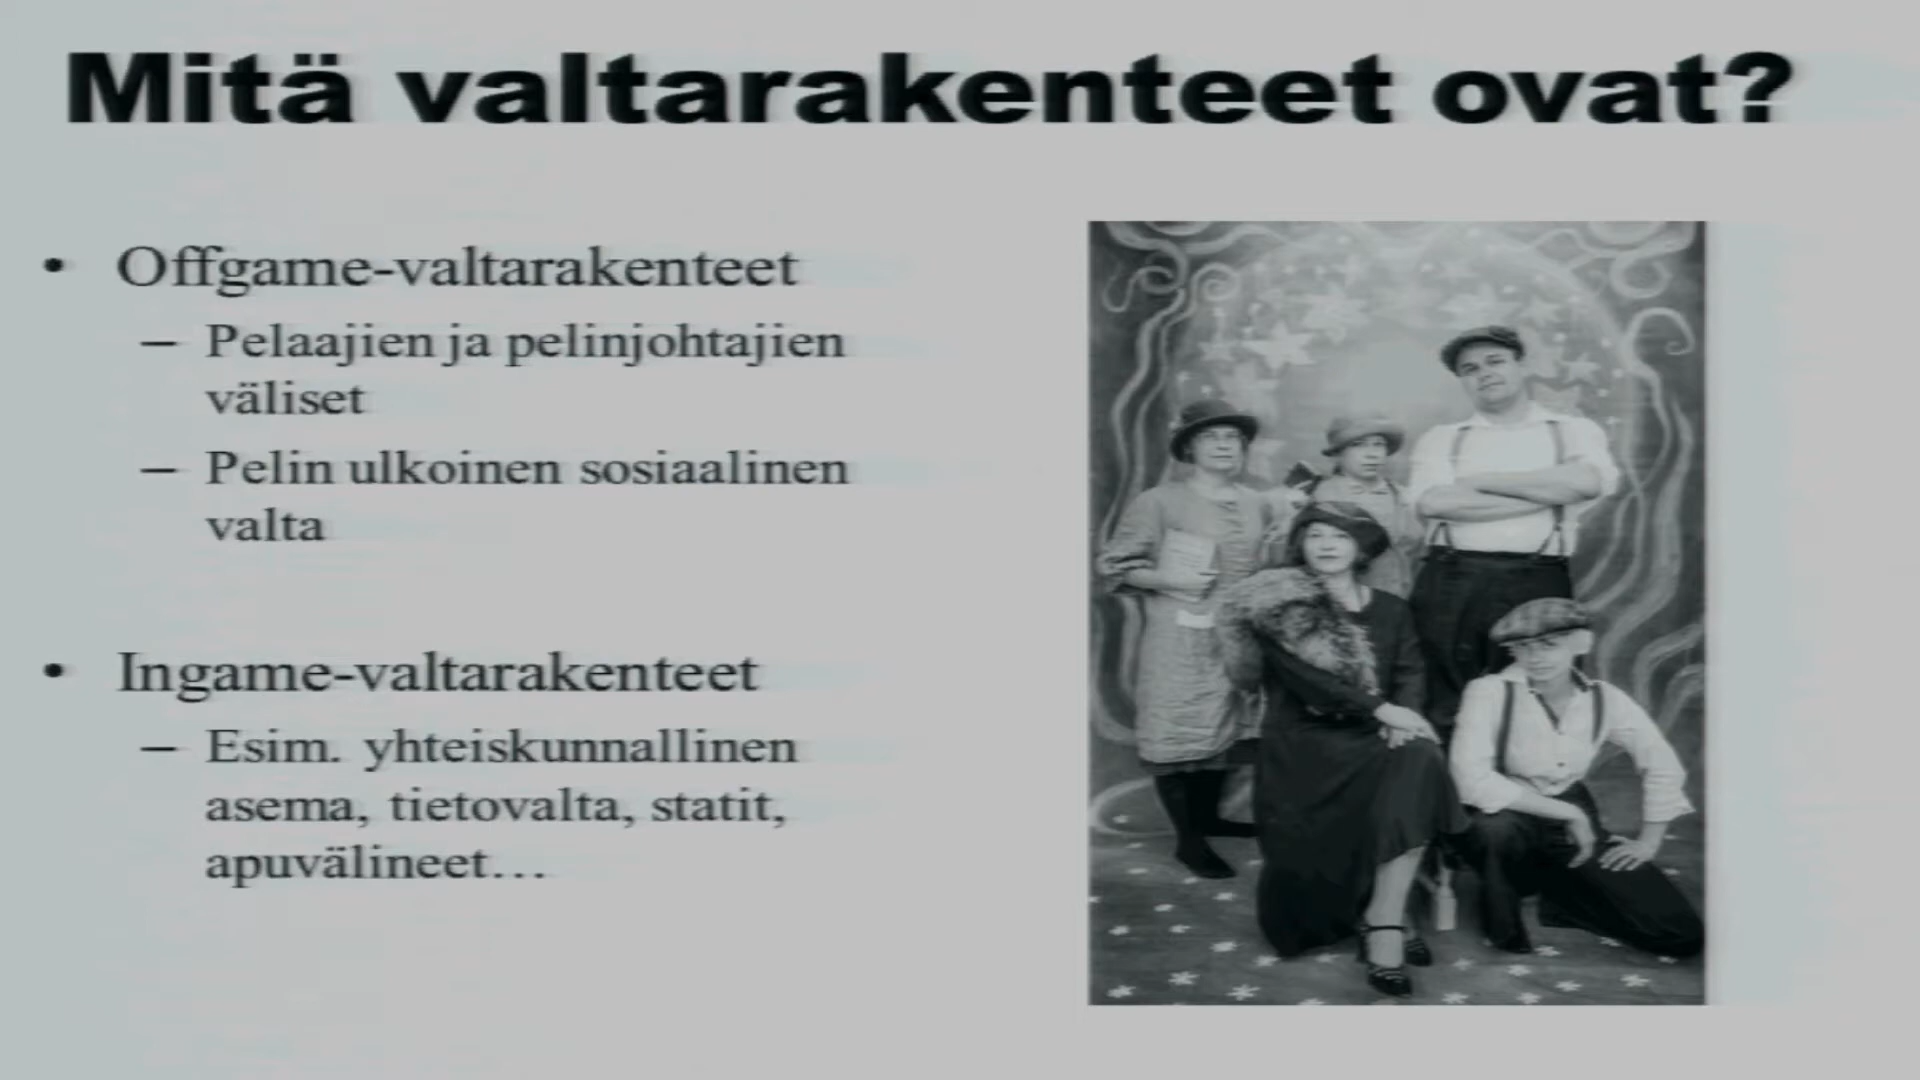 Mitä valtarakenteet ovat?
• Offgame-valtarakenteet
– Pelaajien ja pelinjohtajien
väliset
– Pelin ulkoinen sosiaalinen
valta
• Ingame-valtarakenteet
– Esim. yhteiskunnallinen
asema, tietovalta, statit,
apuvälineet…